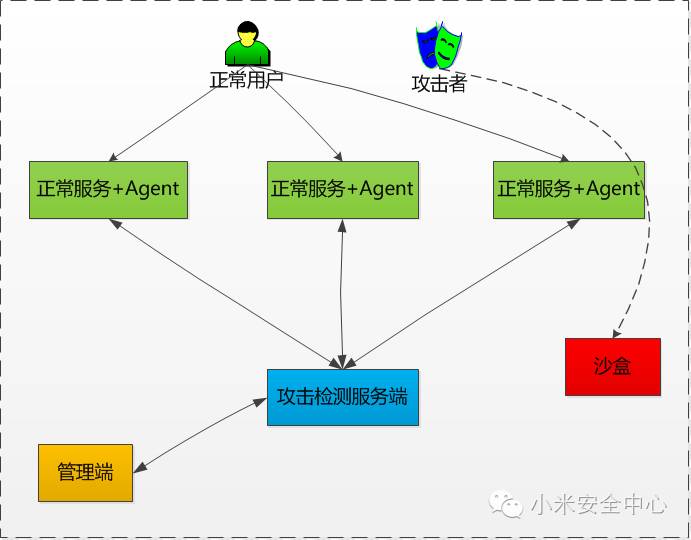 正常用户
攻击者
正常服务+Agent
正常服务+Agent
正常服务+Agent
沙盒
攻击检测服务端
管理端
小米安全中心